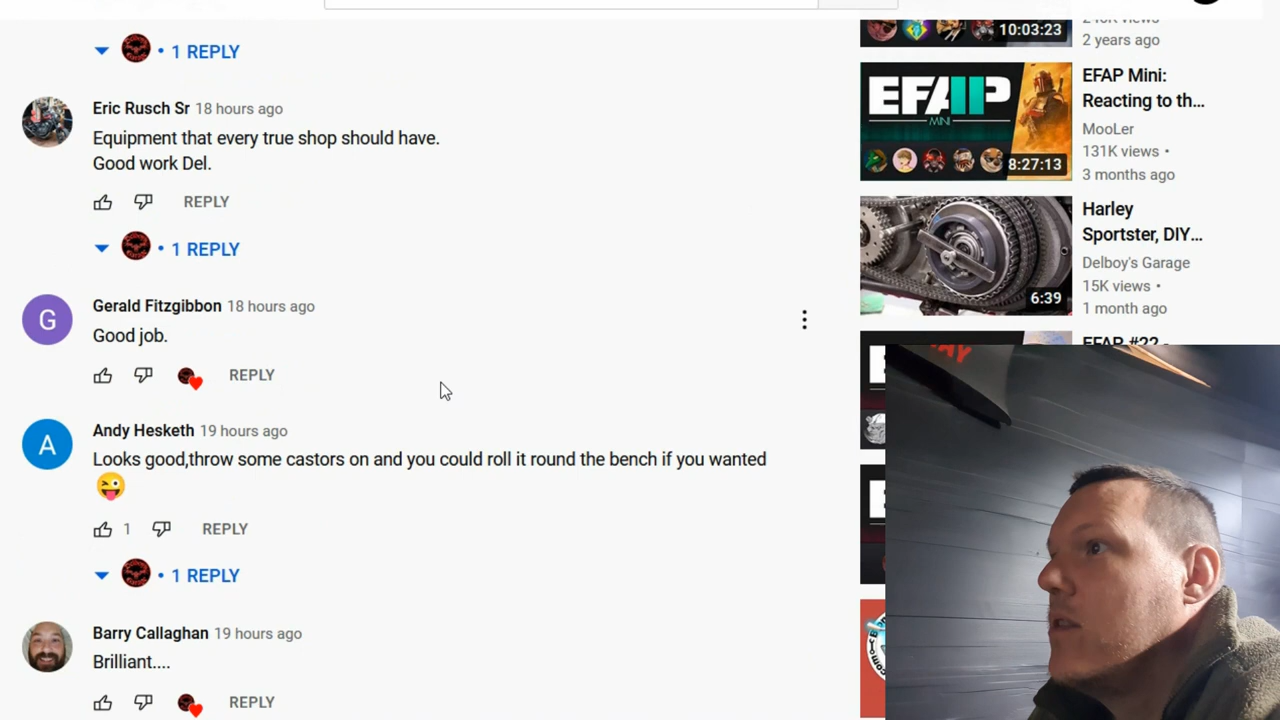 1 REPLY
Eric Rusch Sr 18 hours ago
Equipment that every true shop should have.
Good work Del.
REPLY
1 REPLY
Gerald Fitzgibbon 18 hours ago
Good job.
REPLY
G
Andy Hesketh 19 hours ago
Looks good,throw some castors on and you could roll it round the bench if you wanted
A
1 REPLY
1 REPLY
Barry Callaghan 19 hours ago
Brilliant....
REPLY
10:03:23
2 years ago
EFAP
MINI
8:27:13
EFAP Mini:
Reacting to th...
MooLer
131K views •
3 months ago
6:39
Harley
Sportster, DIY...
Delboy's Garage
15K views •
1 month ago
EFAP #22 -